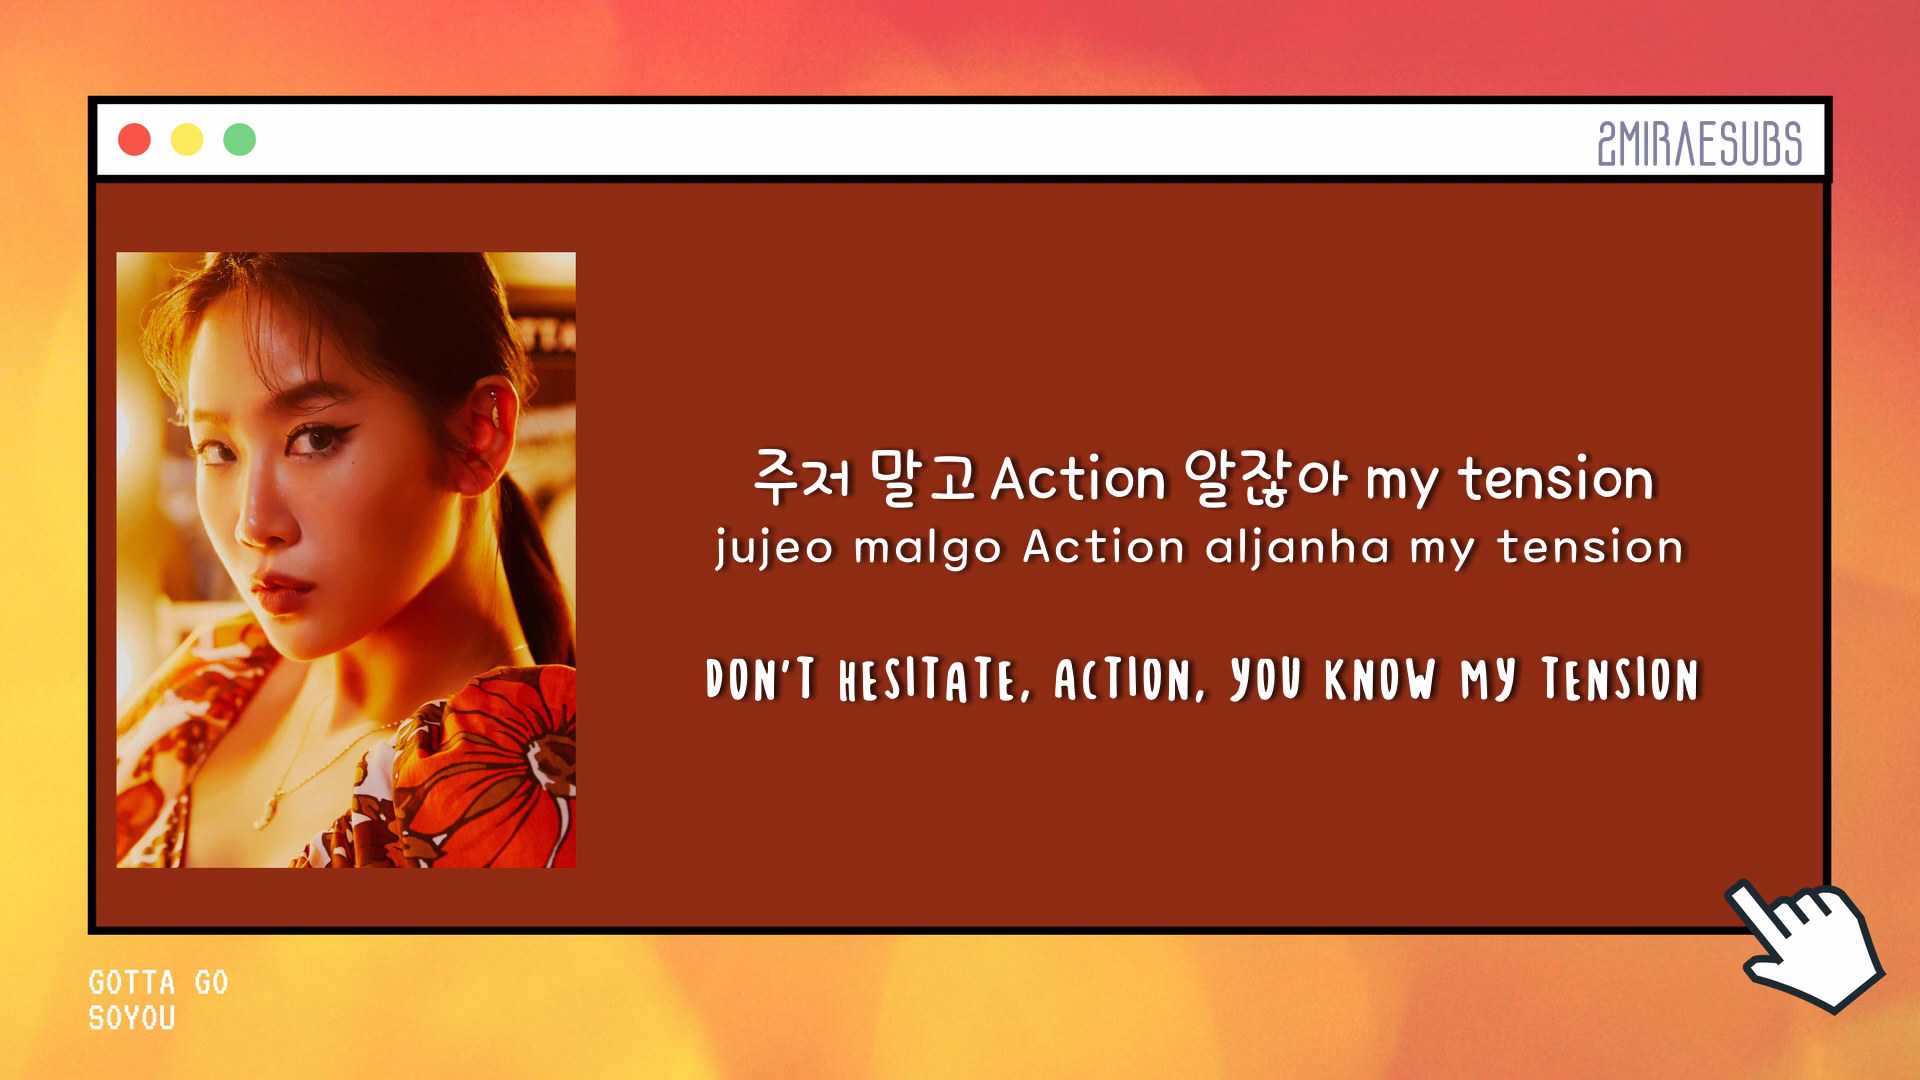 2MIRAESUBS
주저 말고 Action 알잖아 my tension
jujeo malgo Action aljanha my tension
DON'T HESITATE, ACTION, YOU KNOW MY TENSION
GOTTA GO
SOYOU